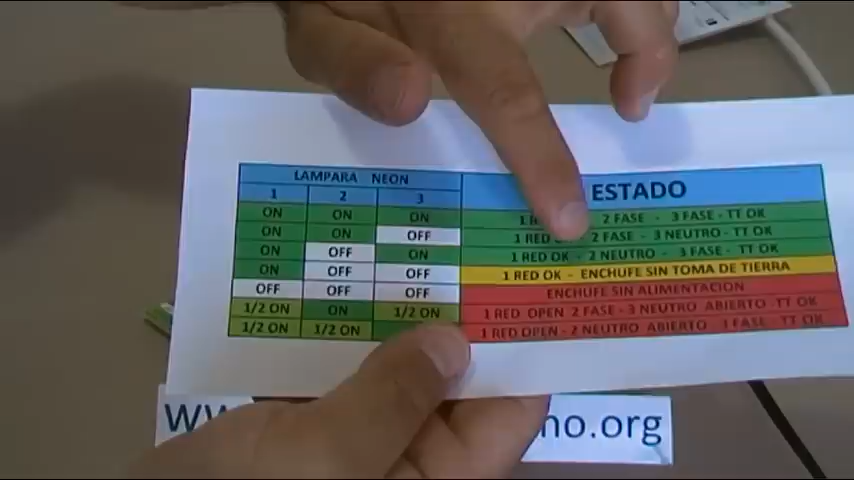 LAMPARA NEON
1 2 3 ESTADO
ON ON ON 2 FASE - 3 FASE - TT OK
ON ON OFF 1 RED 2 FASE - 3 NEUTRO - TT OK
ON OFF ON 1 RED OK - 2 NEUTRO - 3 FASE - TT OK
ON OFF OFF 1 RED OK - ENCHUFE SIN TOMA DE TIERRA
OFF OFF OFF ENCHUFE SIN ALIMENTACION
1/2 ON ON 1/2 ON 1 RED OPEN 2 FASE - 3 NEUTRO ABIERTO - TT OK
1/2 ON 1/2 ON ON 1 RED OPEN - 2 NEUTRO ABIERTO 3 FASE - TT OK